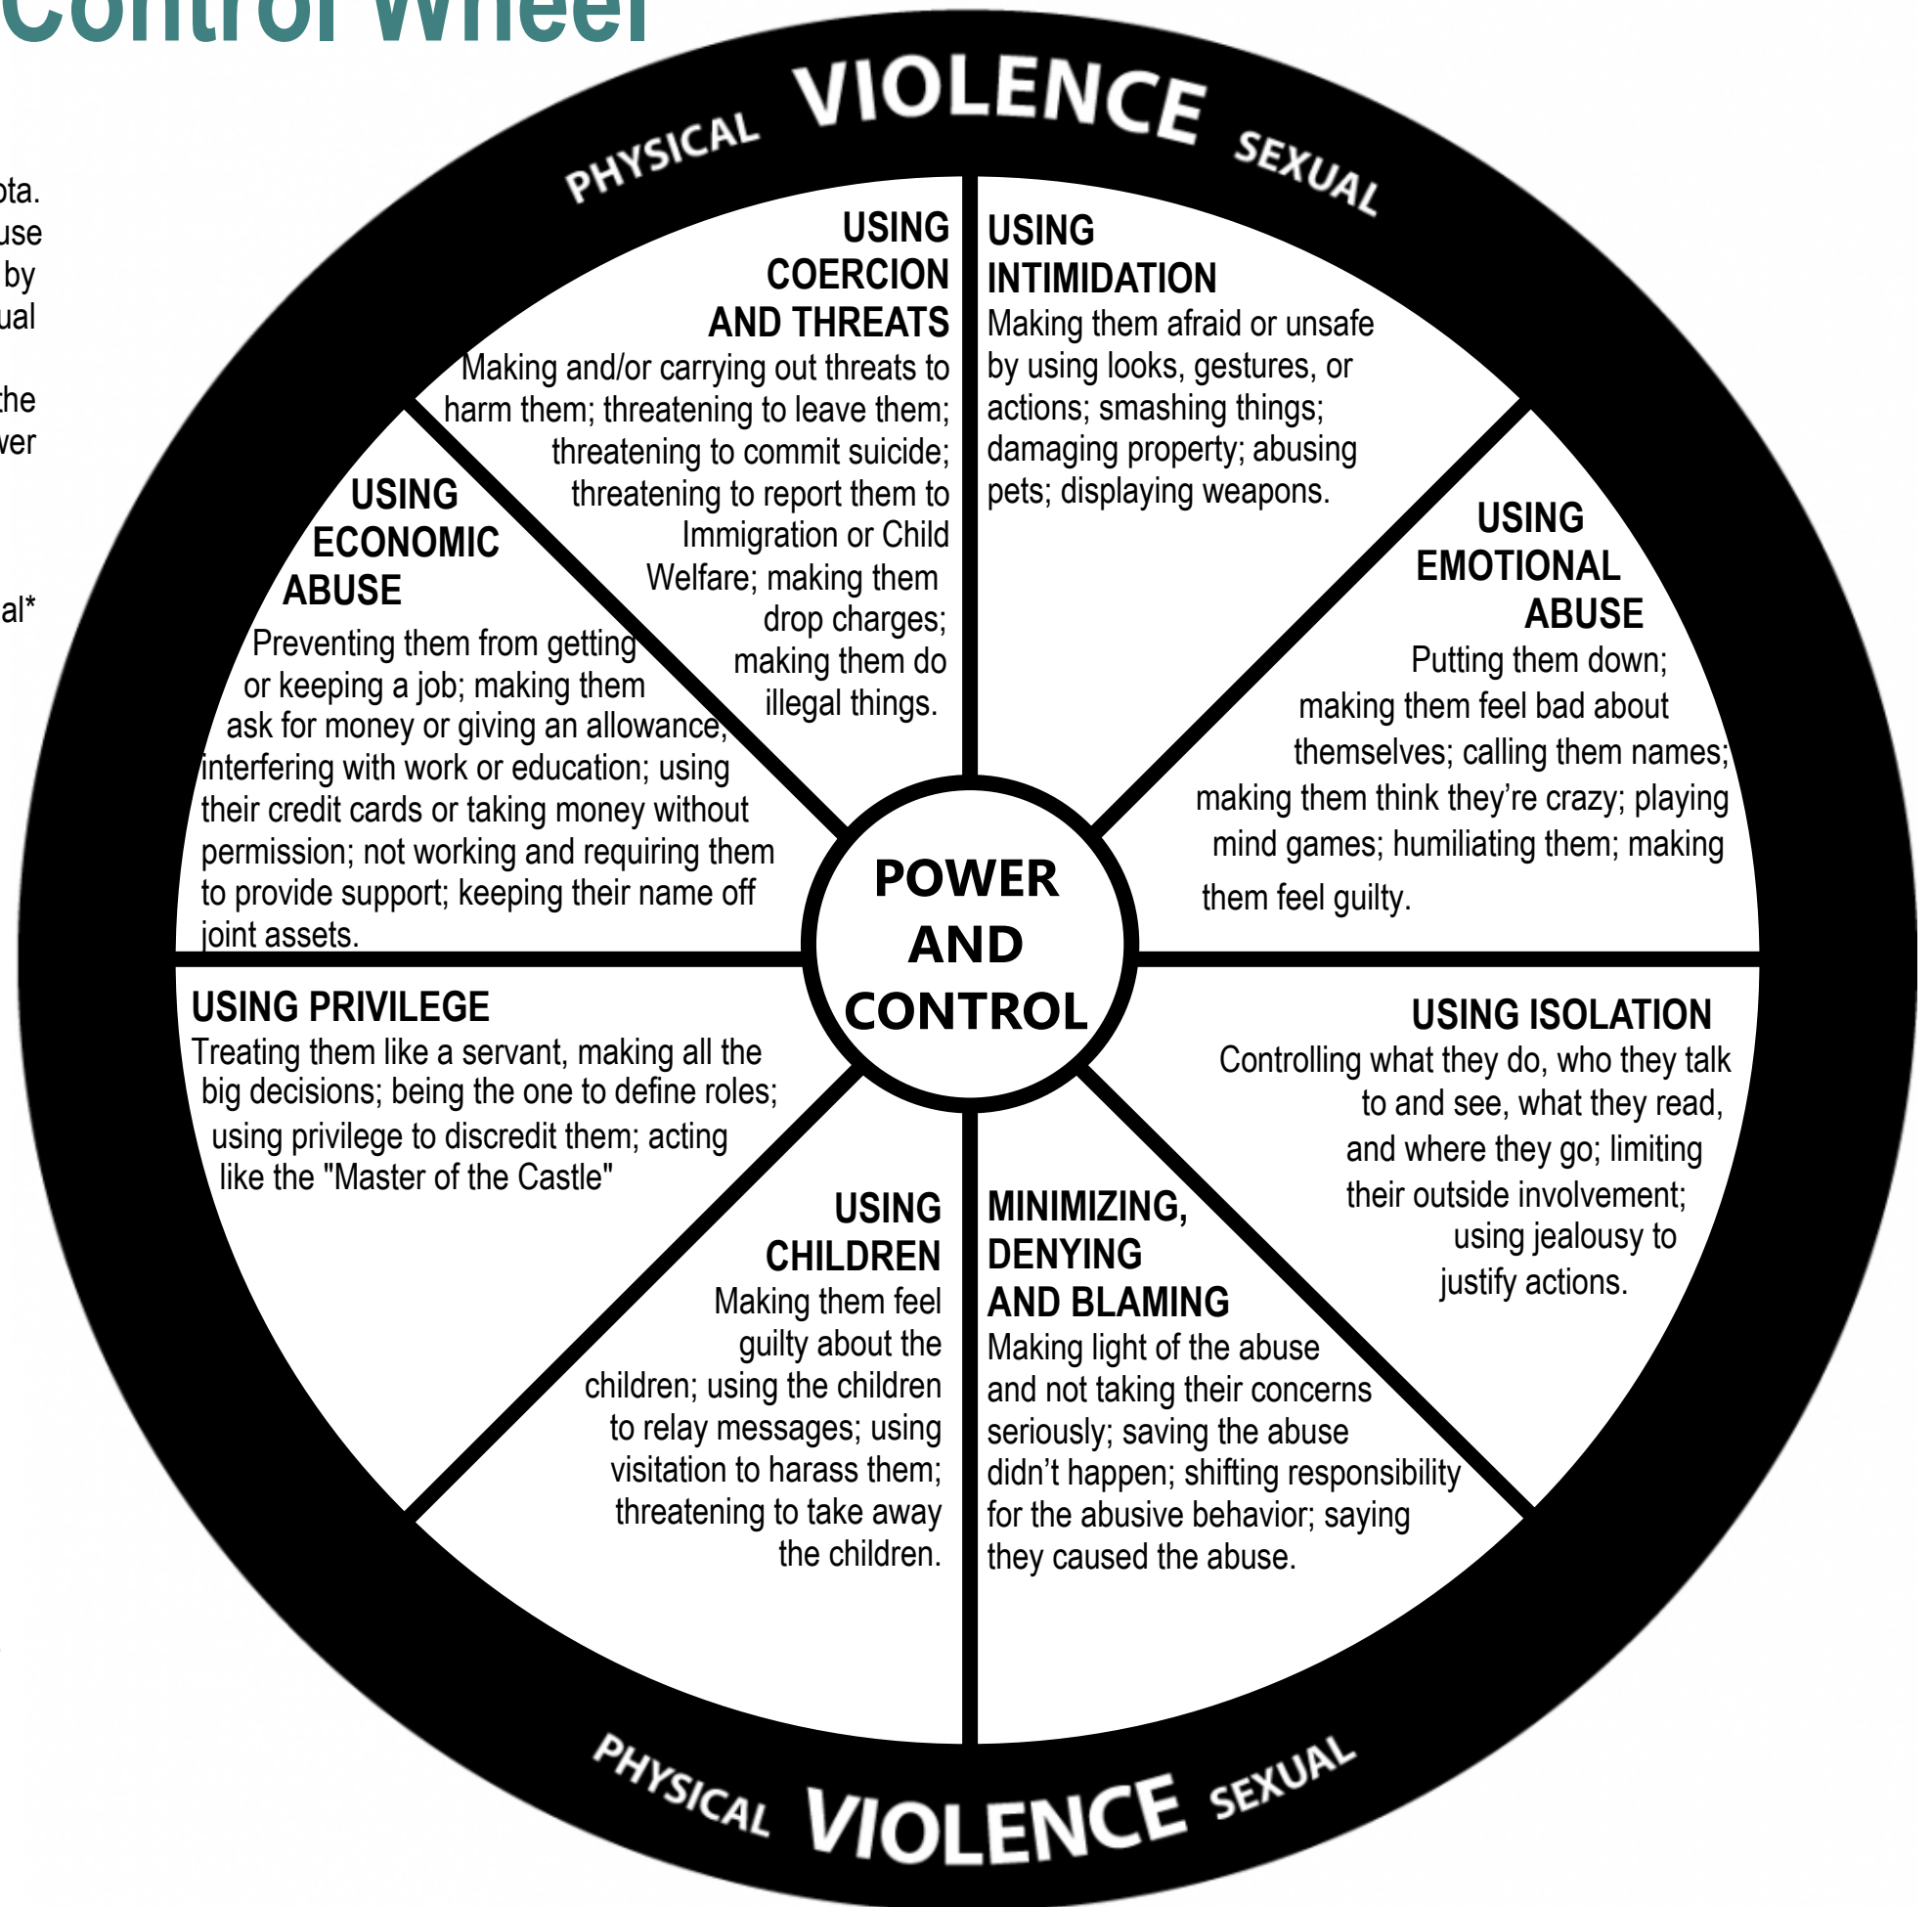 Control Wheel
by
the
al*
PHYSICAL VIOLENCE SEXUAL
USING
COERCION
AND THREATS
Making and/or carrying out threats to
harm them; threatening to leave them;
threatening to commit suicide;
threatening to report them to
Immigration or Child
Welfare; making them
drop charges;
making them do
illegal things.
USING
INTIMIDATION
Making them afraid or unsafe
by using looks, gestures, or
actions; smashing things;
damaging property; abusing
pets; displaying weapons.
USING
EMOTIONAL
ABUSE
Putting them down;
making them feel bad about
themselves; calling them names;
making them think they’re crazy; playing
mind games; humiliating them; making
them feel guilty.
USING
ECONOMIC
ABUSE
Preventing them from getting
or keeping a job; making them
ask for money or giving an allowance;
interfering with work or education; using
their credit cards or taking money without
permission; not working and requiring them
to provide support; keeping their name off
joint assets.
POWER
AND
CONTROL
USING PRIVILEGE
Treating them like a servant, making all the
big decisions; being the one to define roles;
using privilege to discredit them; acting
like the "Master of the Castle"
USING ISOLATION
Controlling what they do, who they talk
to and see, what they read,
and where they go; limiting
their outside involvement;
using jealousy to
justify actions.
USING
CHILDREN
Making them feel
guilty about the
children; using the children
to relay messages; using
visitation to harass them;
threatening to take away
the children.
MINIMIZING,
DENYING
AND BLAMING
Making light of the abuse
and not taking their concerns
seriously; saving the abuse
didn’t happen; shifting responsibility
for the abusive behavior; saying
they caused the abuse.
PHYSICAL VIOLENCE SEXUAL